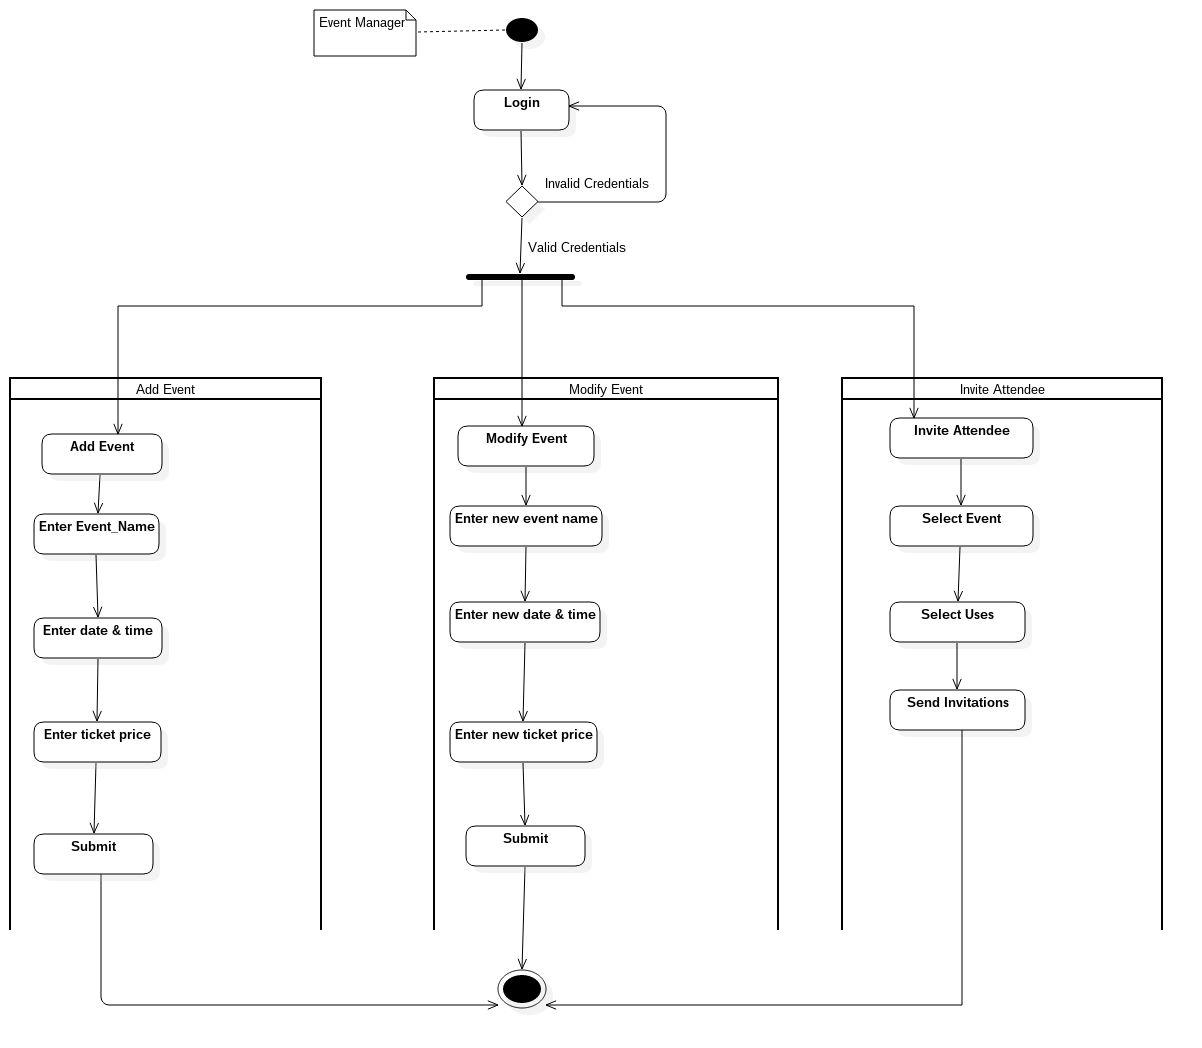 Event Manager
Login
Invalid Credentials
Valid Credentials
Add Event
Modify Event
Invite Attendee
Add Event
Enter Event_Name
Enter date & time
Enter ticket price
Submit
Modify Event
Enter new event name
Enter new date & time
Enter new ticket price
Submit
Invite Attendee
Select Event
Select Uses
Send Invitations